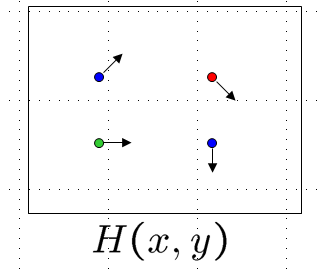 H(x, y)